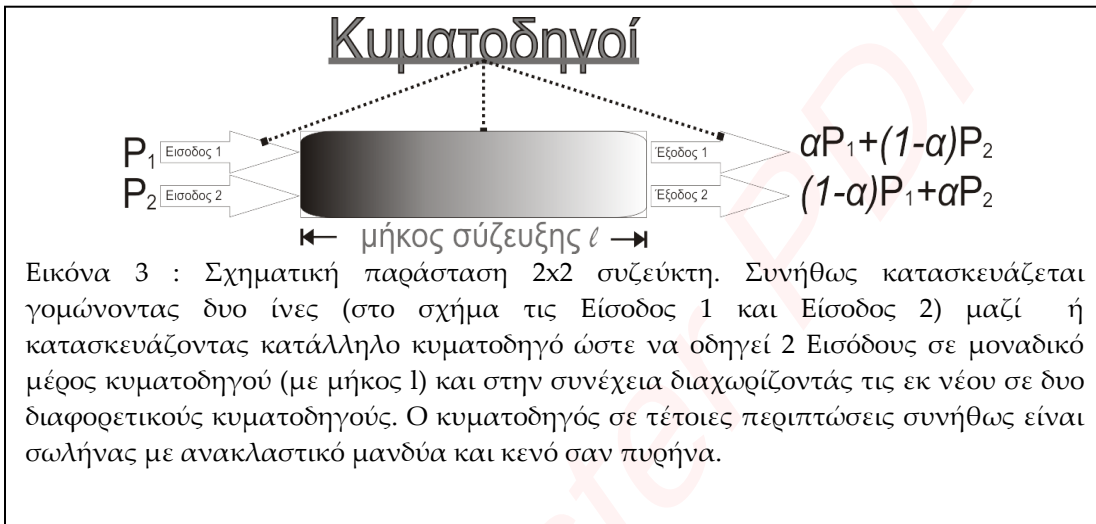 Κυματοδηγοί
P1 Εισοδος 1 Έξοδος 1 αP1+(1-α)P2
P2 Εισοδος 2 Έξοδος 2 (1-α)P1+αP2
μήκος σύζευξης ℓ
Εικόνα 3 : Σχηματική παράσταση 2x2 συζεύκτη. Συνήθως κατασκευάζεται
γομώνοντας δυο ίνες (στο σχήμα τις Είσοδος 1 και Είσοδος 2) μαζί ή
κατασκευάζοντας κατάλληλο κυματοδηγό ώστε να οδηγεί 2 Εισόδους σε μοναδικό
μέρος κυματοδηγού (με μήκος l) και στην συνέχεια διαχωρίζοντάς τις εκ νέου σε δυο
διαφορετικούς κυματοδηγούς. Ο κυματοδηγός σε τέτοιες περιπτώσεις συνήθως είναι
σωλήνας με ανακλαστικό μανδύα και κενό σαν πυρήνα.